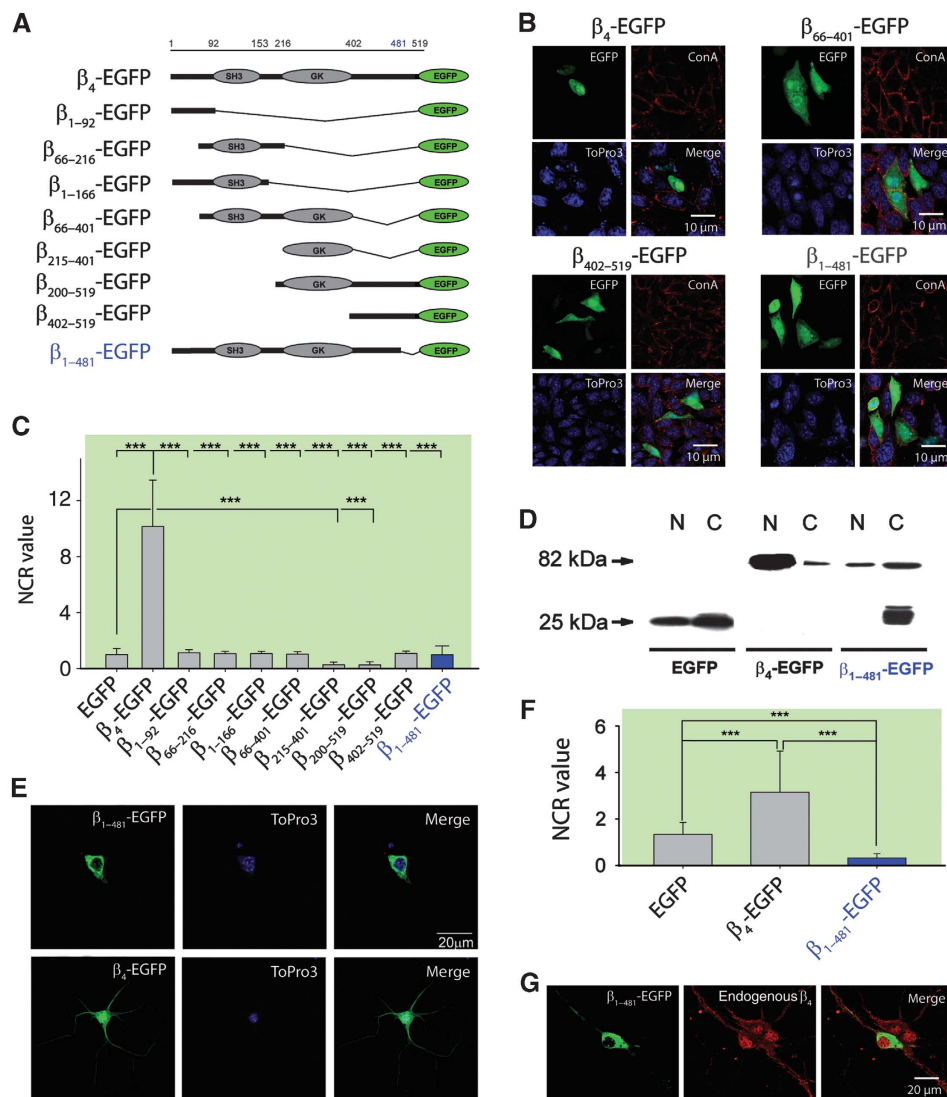 A
1 92 153 216 402 481 519
β4-EGFP SH3 GK EGFP
β1–92-EGFP EGFP
β66–216-EGFP SH3 EGFP
β1–166-EGFP SH3 EGFP
β66–401-EGFP SH3 GK EGFP
β215–401-EGFP GK EGFP
β200–519-EGFP GK EGFP
β402–519-EGFP EGFP
β1–481-EGFP SH3 GK EGFP
B
β4-EGFP
EGFP ConA
ToPro3 Merge
10 μm
β66–401-EGFP
EGFP ConA
ToPro3 Merge
10 μm
β402–519-EGFP
EGFP ConA
ToPro3 Merge
10 μm
β1–481-EGFP
EGFP ConA
ToPro3 Merge
10 μm
C
*** *** *** *** *** *** *** *** ***
*** ***
NCR value
12
8
4
0
EGFP
β4-EGFP
β1–92-EGFP
β66–216-EGFP
β1–166-EGFP
β66–401-EGFP
β215–401-EGFP
β200–519-EGFP
β402–519-EGFP
β1–481-EGFP
D
N C N C N C
82 kDa
25 kDa
EGFP β4-EGFP β1–481-EGFP
E
β1–481-EGFP ToPro3 Merge
20μm
β4-EGFP ToPro3 Merge
F
***
*** ***
NCR value
6
4
2
0
EGFP
β4-EGFP
β1–481-EGFP
G
β1–481-EGFP Endogenous β4 Merge
20 μm